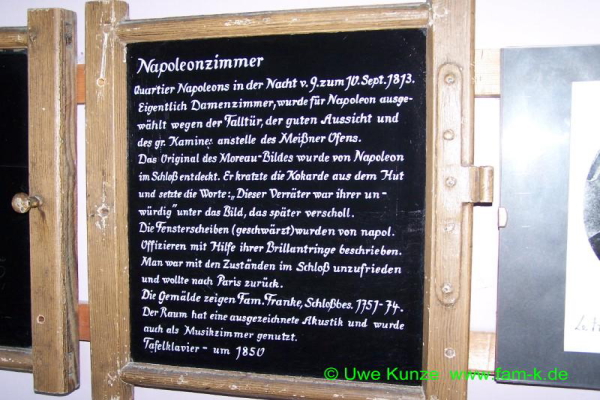 Napoleonzimmer
Quartier Napoleons in der Nacht v. 9. zum 10. Sept. 1813.
Eigentlich Damenzimmer, wurde für Napoleon ausge-
wählt wegen der Falltür, der guten Aussicht und
des gr. Kamines anstelle des Meißner Ofens.
Das Original des Moreau-Bildes wurde von Napoleon
im Schloß entdeckt. Er kratzte die Kokarde aus dem Hut
und setzte die Worte: „Dieser Verräter war ihrer un-
würdig" unter das Bild, das später verscholl.
Die Fensterscheiben (geschwärzt) wurden von napol.
Offizieren mit Hilfe ihrer Brillantringe beschrieben.
Man war mit den Zuständen im Schloß unzufrieden
und wollte nach Paris zurück.
Die Gemälde zeigen Fam. Franke, Schloßbes. 1751-74.
Der Raum hat eine ausgezeichnete Akustik und wurde
auch als Musikzimmer genutzt.
Tafelklavier - um 1850
© Uwe Kunze www.fam-k.de